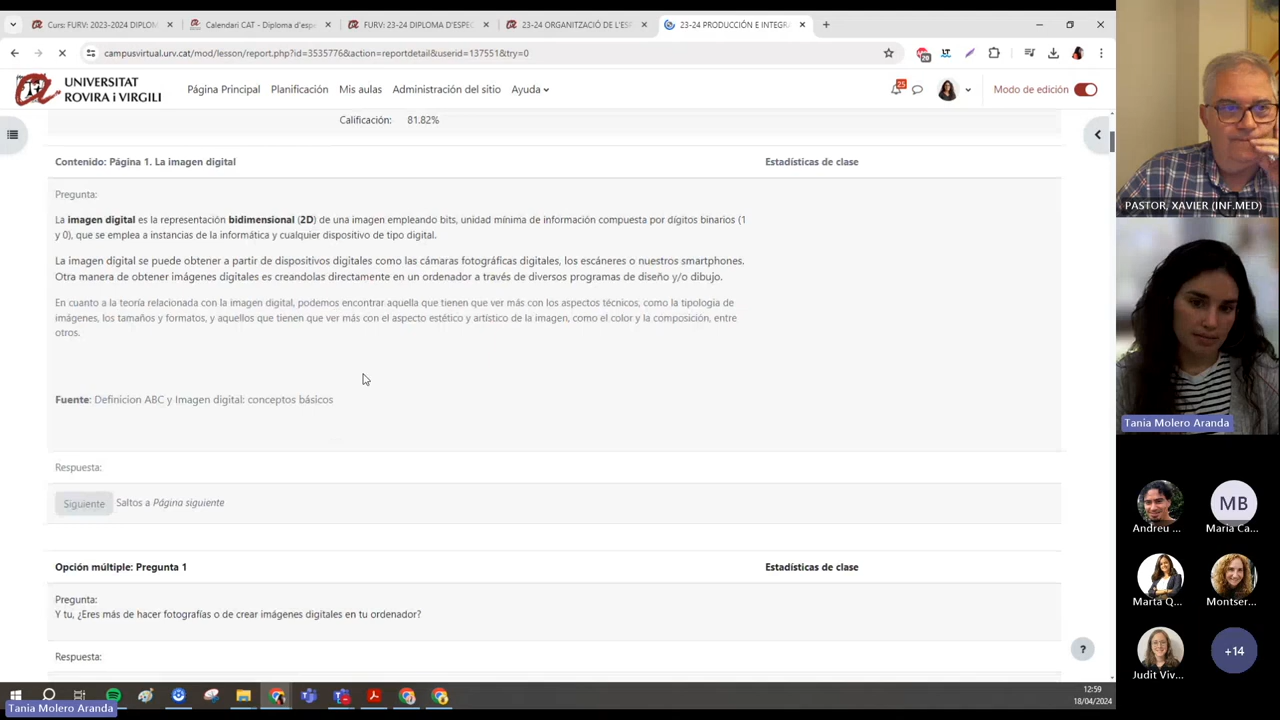 Curs: FURV: 2023-2024 DIPLOM
Calendari CAT - Diploma d'espe
FURV: 23-24 DIPLOMA D'ESPEC
23-24 ORGANITZACIÓ DE L'ES
23-24 PRODUCCIÓN E INTEGR
campusvirtual.urv.cat/mod/lesson/report.php?id=3535776&action=reportdetail&userid=137551&try=0
20
LT
UNIVERSITAT
ROVIRA i VIRGILI
Página Principal
Planificación
Mis aulas
Administración del sitio
Ayuda
25
Modo de edición
Calificación: 81.82%
Contenido: Página 1. La imagen digital
Estadísticas de clase
Pregunta:
La imagen digital es la representación bidimensional (2D) de una imagen empleando bits, unidad mínima de información compuesta por dígitos binarios (1
y 0), que se emplea a instancias de la informática y cualquier dispositivo de tipo digital.
La imagen digital se puede obtener a partir de dispositivos digitales como las cámaras fotográficas digitales, los escáneres o nuestros smartphones.
Otra manera de obtener imágenes digitales es creandolas directamente en un ordenador a través de diversos programas de diseño y/o dibujo.
En cuanto a la teoría relacionada con la imagen digital, podemos encontrar aquella que tienen que ver más con los aspectos técnicos, como la tipologia de
imágenes, los tamaños y formatos, y aquellos que tienen que ver más con el aspecto estético y artístico de la imagen, como el color y la composición, entre
otros.
Fuente: Definicion ABC y Imagen digital: conceptos básicos
Respuesta:
Siguiente Saltos a Página siguiente
Opción múltiple: Pregunta 1
Estadísticas de clase
Pregunta:
Y tu, ¿Eres más de hacer fotografías o de crear imágenes digitales en tu ordenador?
Respuesta:
?
12:59
18/04/2024
Tania Molero Aranda
PASTOR, XAVIER (INF.MED)
Tania Molero Aranda
Andreu ...
MB
Maria Ca...
Marta Q...
Montser...
Judit Viv...
+14